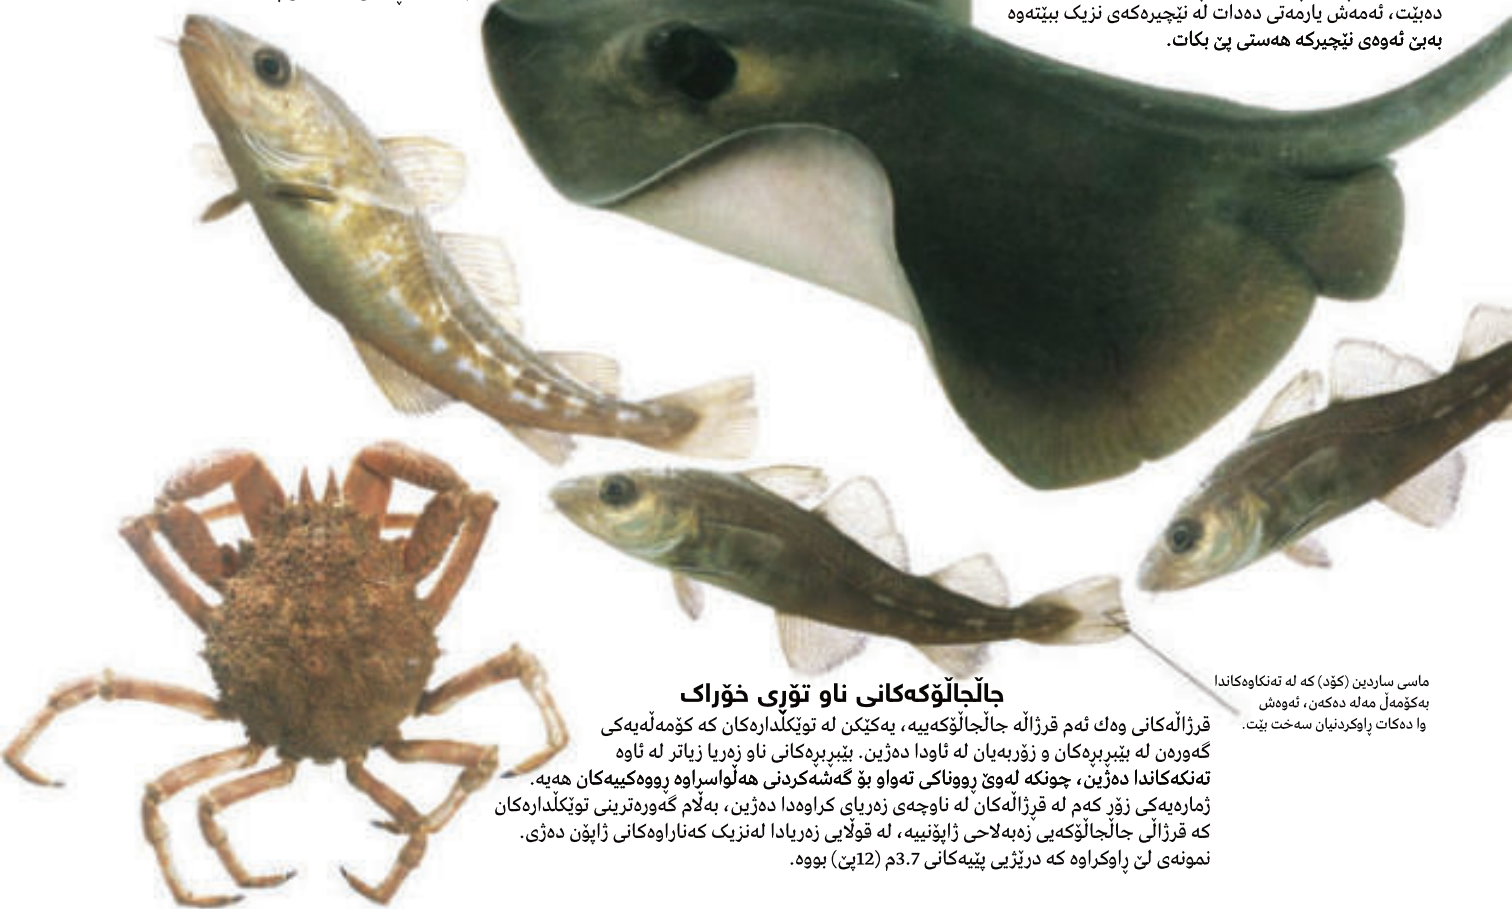 دەبێت، ئەمەش یارمەتی دەدات لە نێچیرەکەی نزیک ببێتەوە
بەبێ ئەوەی نێچیرکە هەستی پێ بکات.
ماسی ساردین (کۆد) کە لە تەنکاوەکاندا
بەکۆمەڵ مەلە دەکەن، ئەوەش
وا دەکات ڕاوکردنیان سەخت بێت.
جاڵجاڵۆکەکانی ناو تۆڕی خۆراک
قرژاڵەکانی وەك ئەم قرژاڵە جاڵجاڵۆکەییە، یەکێکن لە توێکڵدارەکان کە کۆمەڵەیەکی
گەورەن لە بێبڕبڕەکان و زۆربەیان لە ئاودا دەژین. بێبڕبڕەکانی ناو زەریا زیاتر لە ئاوە
تەنکەکاندا دەژین، چونکە لەوێ ڕووناکی تەواو بۆ گەشەکردنی هەڵواسراوە ڕووەکییەکان هەیە.
ژمارەیەکی زۆر کەم لە قرژاڵەکان لە ناوچەی زەریای کراوەدا دەژین، بەڵام گەورەترینی توێکڵدارەکان
کە قرژاڵی جاڵجاڵۆکەیی زەبەلاحی ژاپۆنییە، لە قوڵایی زەریادا لەنزیک کەناراوەکانی ژاپۆن دەژی.
نمونەی لێ ڕاوکراوە کە درێژیی پێیەکانی 3.7م (12پێ) بووە.